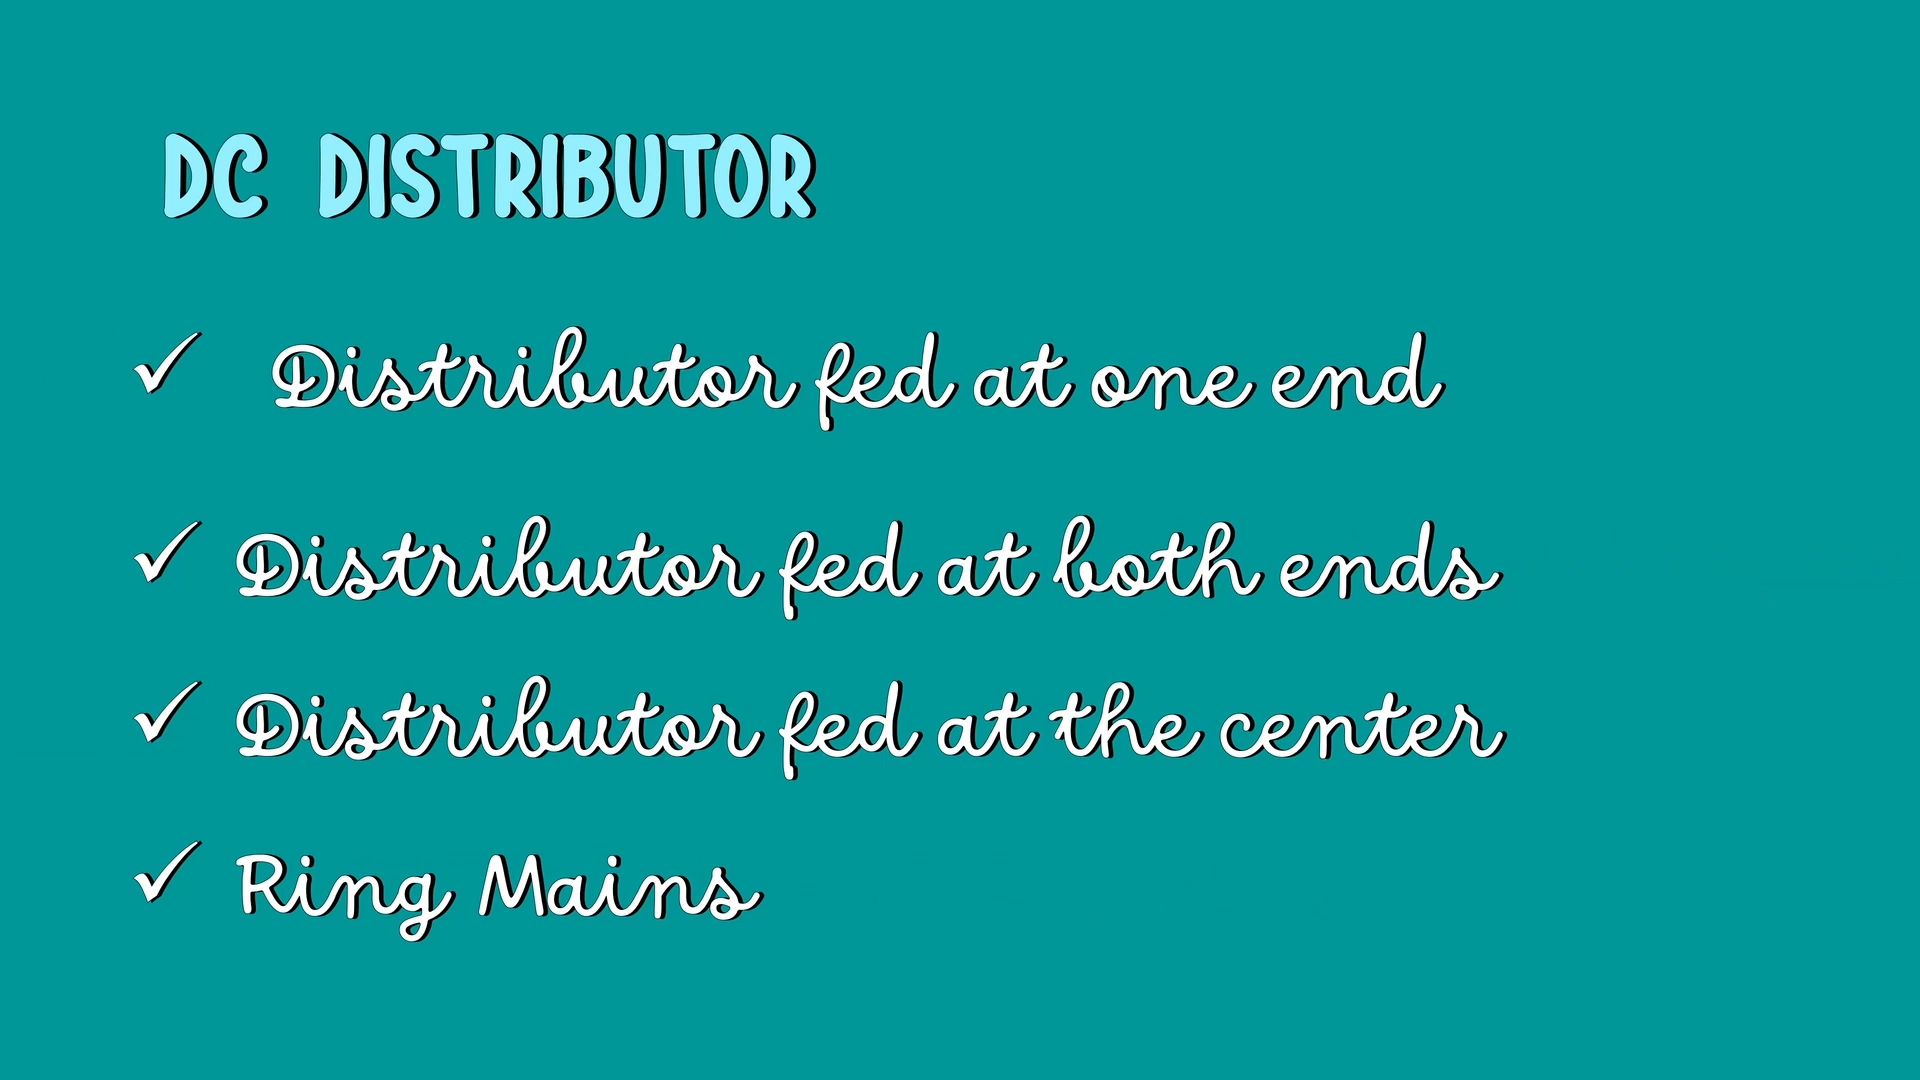 DC DISTRIBUTOR
✓ Distributor fed at one end
✓ Distributor fed at both ends
✓ Distributor fed at the center
✓ Ring Mains